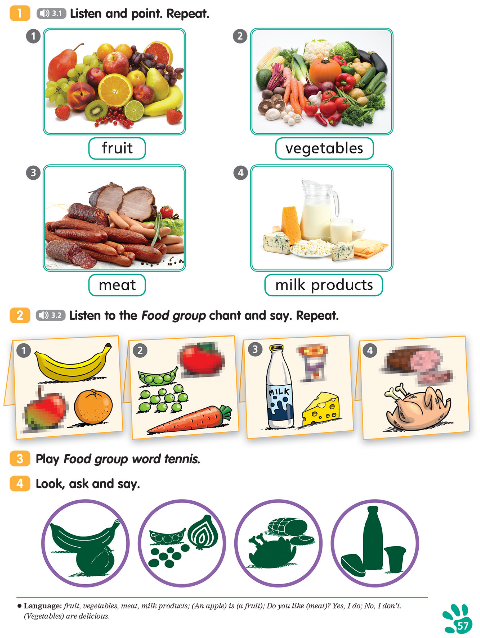 1 3.1 Listen and point. Repeat.
1
2
fruit
vegetables
3
4
meat
milk products
2 3.2 Listen to the Food group chant and say. Repeat.
1
2
3
4
MILK
3 Play Food group word tennis.
4 Look, ask and say.
● Language: fruit, vegetables, meat, milk products; (An apple) is (a fruit); Do you like (meat)? Yes, I do; No, I don't.
(Vegetables) are delicious.
57